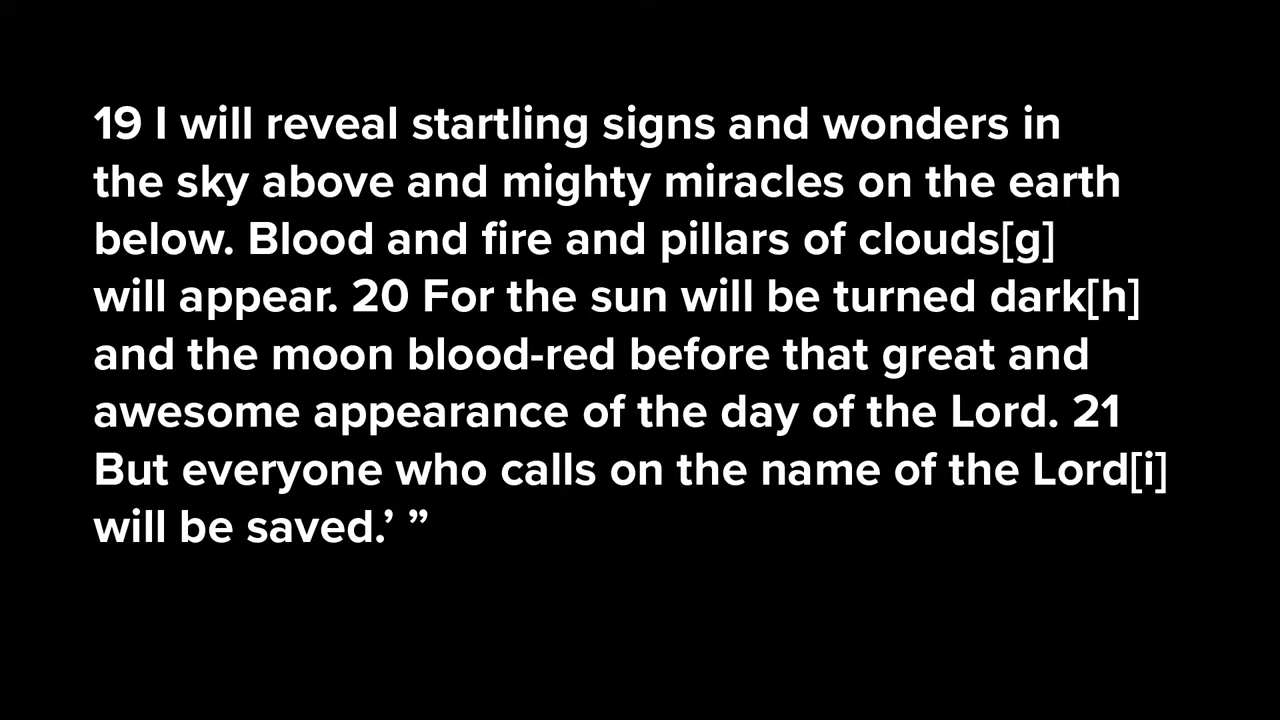 19 I will reveal startling signs and wonders in
the sky above and mighty miracles on the earth
below. Blood and fire and pillars of clouds[g]
will appear. 20 For the sun will be turned dark[h]
and the moon blood-red before that great and
awesome appearance of the day of the Lord. 21
But everyone who calls on the name of the Lord[i]
will be saved.’ ”